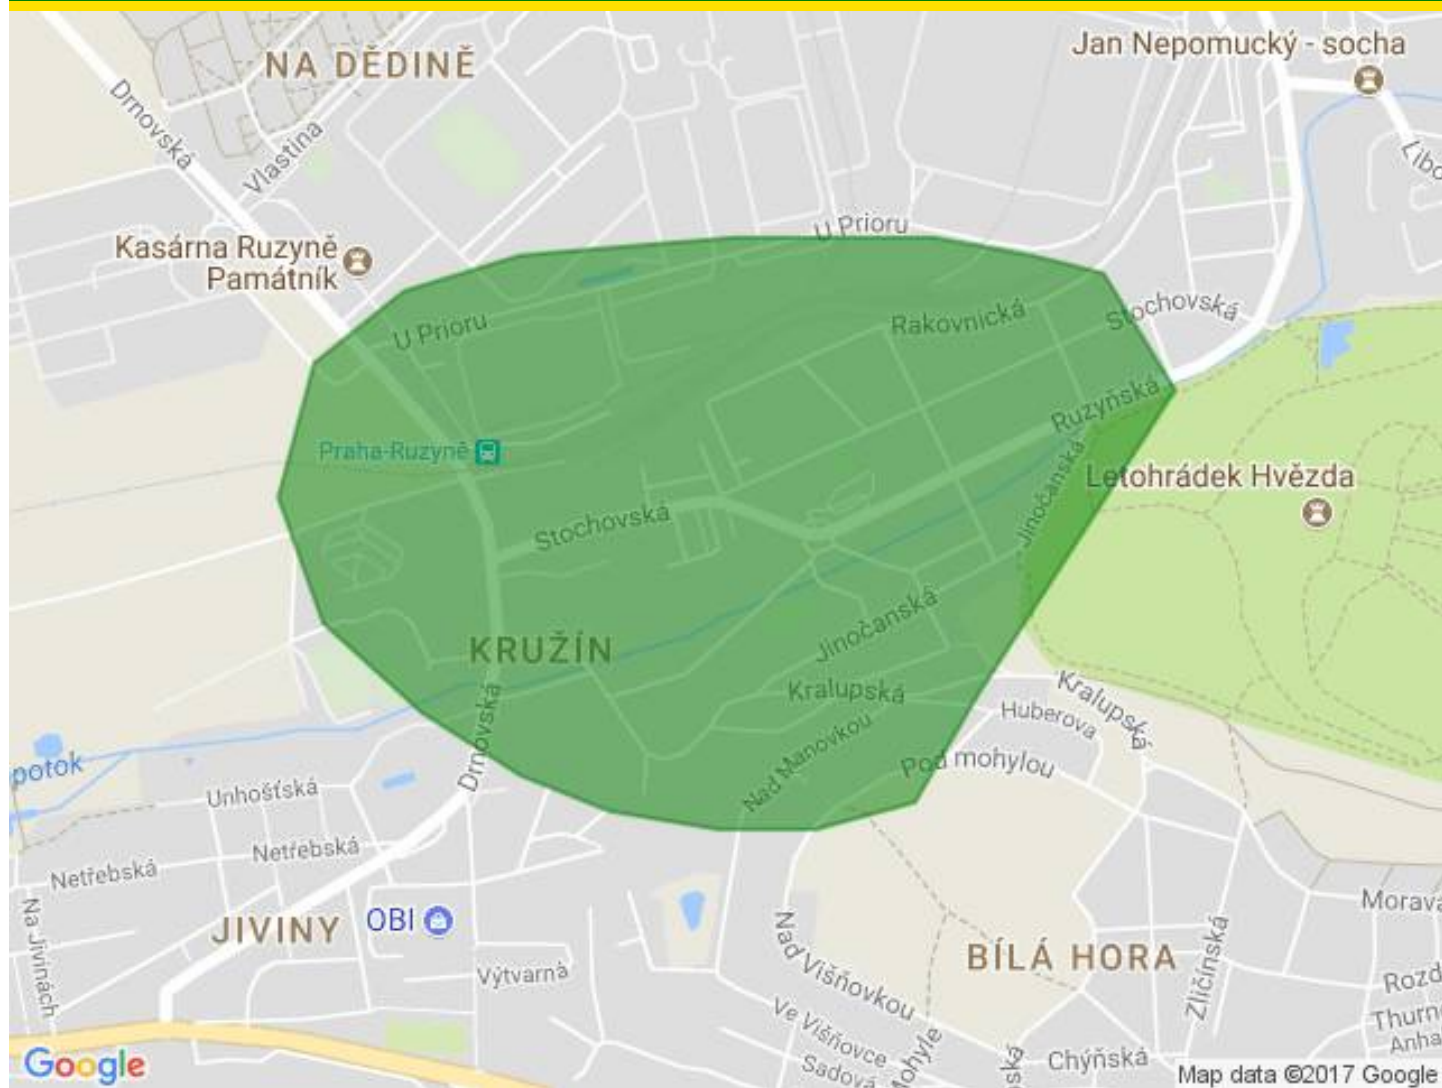 NA DĚDINĚ
Jan Nepomucký - socha
Drnovská
Vlastina
Libo
Kasárna Ruzyně
Památník
U Prioru
U Prioru
Rakovnická
Stochovská
Ruzyňská
Praha-Ruzyně
Letohrádek Hvězda
Stochovská
Jinočanská
Jinočanská
KRUŽÍN
Kralupská
Kralupská
Huberova
Drnovská
Nad Manovkou
Pod mohylou
potok
Unhošťská
Netřebská
Netřebská
Na Jivinách
JIVINY
OBI
Výtvarná
Nad Višňovkou
BÍLÁ HORA
Zličínská
Morava
Rozd
Thurn
Anha
Ve Višňovce
Sadová
Mohyle
ská
Chýňská
Google
Map data ©2017 Google